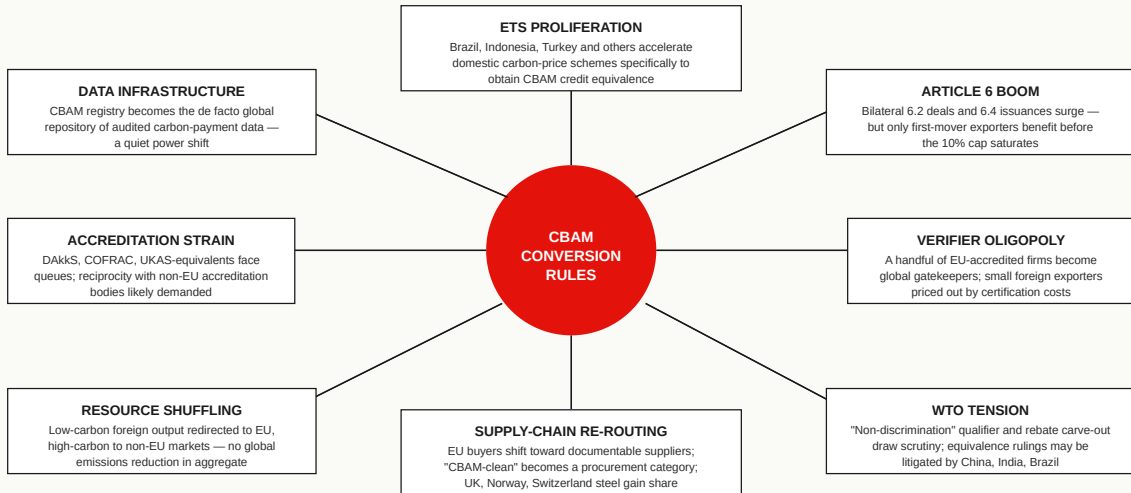 ETS PROLIFERATION
Brazil, Indonesia, Turkey and others accelerate
domestic carbon-price schemes specifically to
obtain CBAM credit equivalence
DATA INFRASTRUCTURE
CBAM registry becomes the de facto global
repository of audited carbon-payment data —
a quiet power shift
ARTICLE 6 BOOM
Bilateral 6.2 deals and 6.4 issuances surge —
but only first-mover exporters benefit before
the 10% cap saturates
ACCREDITATION STRAIN
DAkkS, COFRAC, UKAS-equivalents face
queues; reciprocity with non-EU accreditation
bodies likely demanded
CBAM
CONVERSION
RULES
VERIFIER OLIGOPOLY
A handful of EU-accredited firms become
global gatekeepers; small foreign exporters
priced out by certification costs
RESOURCE SHUFFLING
Low-carbon foreign output redirected to EU,
high-carbon to non-EU markets — no global
emissions reduction in aggregate
SUPPLY-CHAIN RE-ROUTING
EU buyers shift toward documentable suppliers;
"CBAM-clean" becomes a procurement category;
UK, Norway, Switzerland steel gain share
WTO TENSION
"Non-discrimination" qualifier and rebate carve-out
draw scrutiny; equivalence rulings may be
litigated by China, India, Brazil